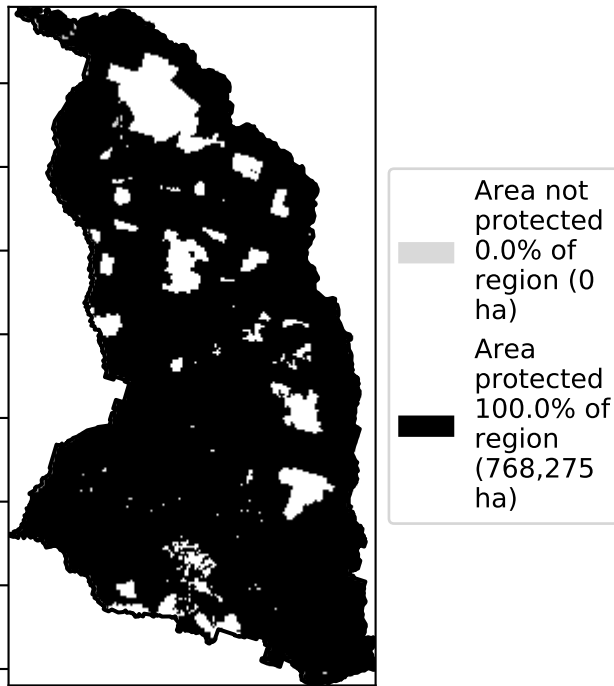 Area not
protected
0.0% of
region (0
ha)
Area
protected
100.0% of
region
(768,275
ha)